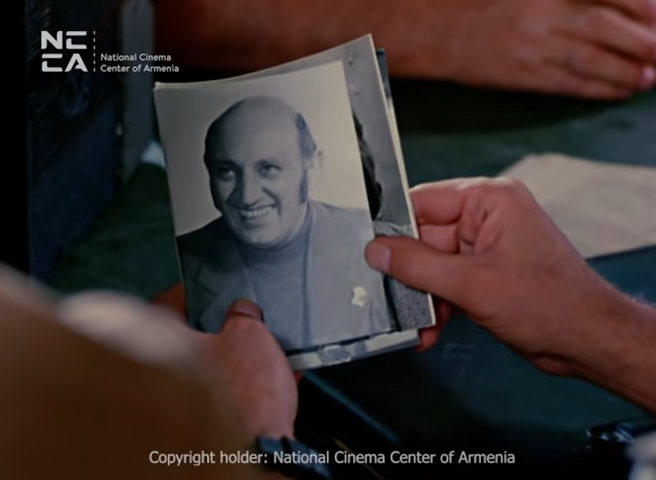 NC
CA
National Cinema
Center of Armenia
Copyright holder: National Cinema Center of Armenia